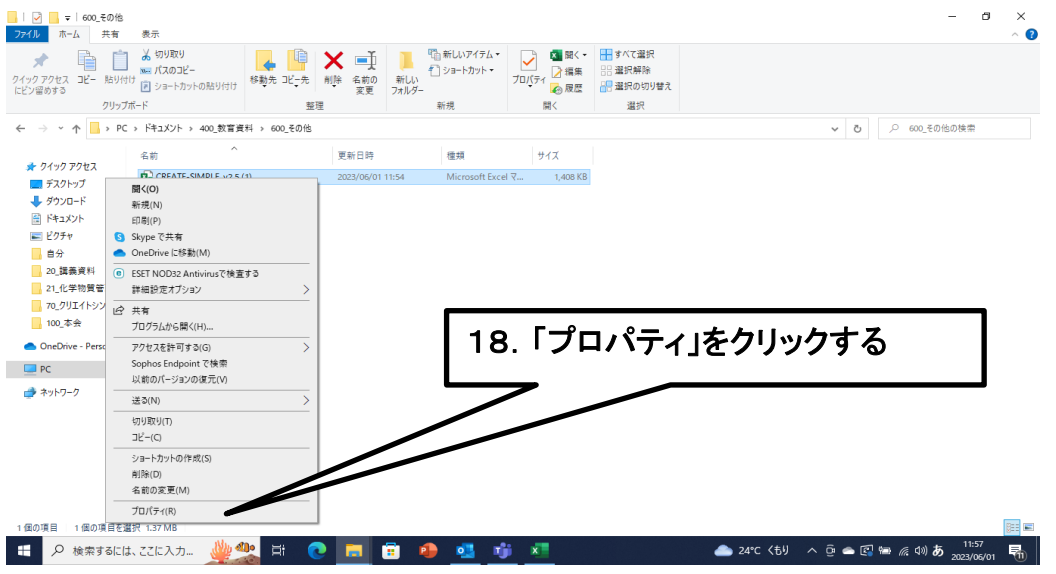 600_その他
ファイル ホーム 共有 表示
クイック アクセスにピン留めする
コピー
貼り付け
切り取り
パスのコピー
ショートカットの貼り付け
クリップボード
移動先
コピー先
削除
名前の変更
整理
新しいフォルダー
新しいアイテム
ショートカット
新規
プロパティ
開く
編集
履歴
開く
すべて選択
選択解除
選択の切り替え
選択
PC › ドキュメント › 400_教育資料 › 600_その他
600_その他の検索
名前 更新日時 種類 サイズ
CREATE-SIMPLE_v2.5 (1) 2023/06/01 11:54 Microsoft Excel マ... 1,408 KB
クイック アクセス
デスクトップ
ダウンロード
ドキュメント
ピクチャ
自分
20_講義資料
21_化学物質管
70_クリエイトシン
100_本会
OneDrive - Perso
PC
ネットワーク
開く(O)
新規(N)
印刷(P)
Skype で共有
OneDrive に移動(M)
ESET NOD32 Antivirusで検査する
詳細設定オプション
共有
プログラムから開く(H)...
アクセスを許可する(G)
Sophos Endpoint で検索
以前のバージョンの復元(V)
送る(N)
切り取り(T)
コピー(C)
ショートカットの作成(S)
削除(D)
名前の変更(M)
プロパティ(R)
18.「プロパティ」をクリックする
1 個の項目 1 個の項目を選択 1.37 MB
検索するには、ここに入力...
24°C くもり
あ
11:57
2023/06/01